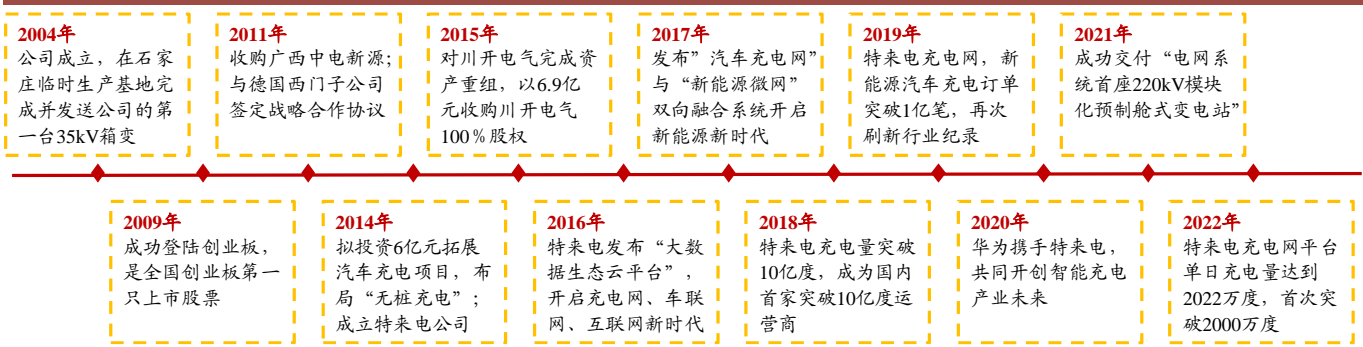 2004年
公司成立，在石家
庄临时生产基地完
成并发送公司的第
一台35kV箱变
2011年
收购广西中电新源;
与德国西门子公司
签定战略合作协议
2015年
对川开电气完成资
产重组，以6.9亿
元收购川开电气
100％股权
2017年
发布”汽车充电网”
与“新能源微网”
双向融合系统开启
新能源新时代
2019年
特来电充电网，新
能源汽车充电订单
突破1亿笔，再次
刷新行业纪录
2021年
成功交付“电网系
统首座220kV模块
化预制舱式变电站”
2009年
成功登陆创业板，
是全国创业板第一
只上市股票
2014年
拟投资6亿元拓展
汽车充电项目，布
局“无桩充电”；
成立特来电公司
2016年
特来电发布“大数
据生态云平台”，
开启充电网、车联
网、互联网新时代
2018年
特来电充电量突破
10亿度，成为国内
首家突破10亿度运
营商
2020年
华为携手特来电，
共同开创智能充电
产业未来
2022年
特来电充电网平台
单日充电量达到
2022万度，首次突
破2000万度